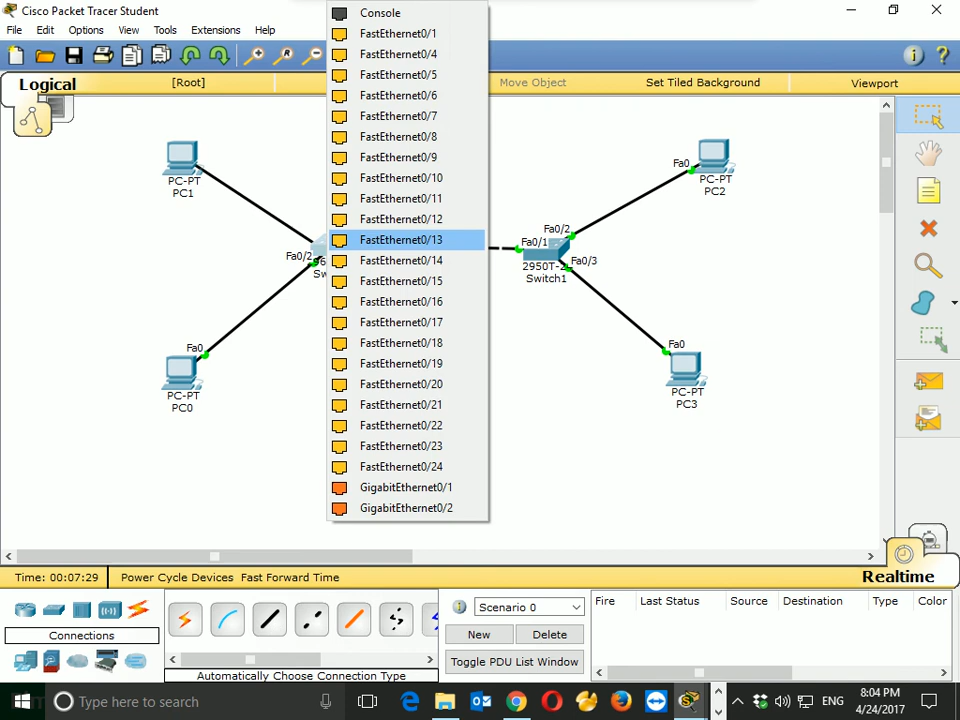 Cisco Packet Tracer Student
File Edit Options View Tools Extensions Help
Logical [Root] Move Object Set Tiled Background Viewport
Console
FastEthernet0/1
FastEthernet0/4
FastEthernet0/5
FastEthernet0/6
FastEthernet0/7
FastEthernet0/8
FastEthernet0/9
FastEthernet0/10
FastEthernet0/11
FastEthernet0/12
FastEthernet0/13
FastEthernet0/14
FastEthernet0/15
FastEthernet0/16
FastEthernet0/17
FastEthernet0/18
FastEthernet0/19
FastEthernet0/20
FastEthernet0/21
FastEthernet0/22
FastEthernet0/23
FastEthernet0/24
GigabitEthernet0/1
GigabitEthernet0/2
PC-PT
PC1
Fa0/2
Fa0
PC-PT
PC0
Fa0
PC-PT
PC2
Fa0/2
Fa0/1
Fa0/3
2950T-2
Switch1
Fa0
PC-PT
PC3
Time: 00:07:29 Power Cycle Devices Fast Forward Time
Realtime
Connections
Automatically Choose Connection Type
Scenario 0
New Delete
Toggle PDU List Window
Fire Last Status Source Destination Type Color
Type here to search
ENG
8:04 PM
4/24/2017